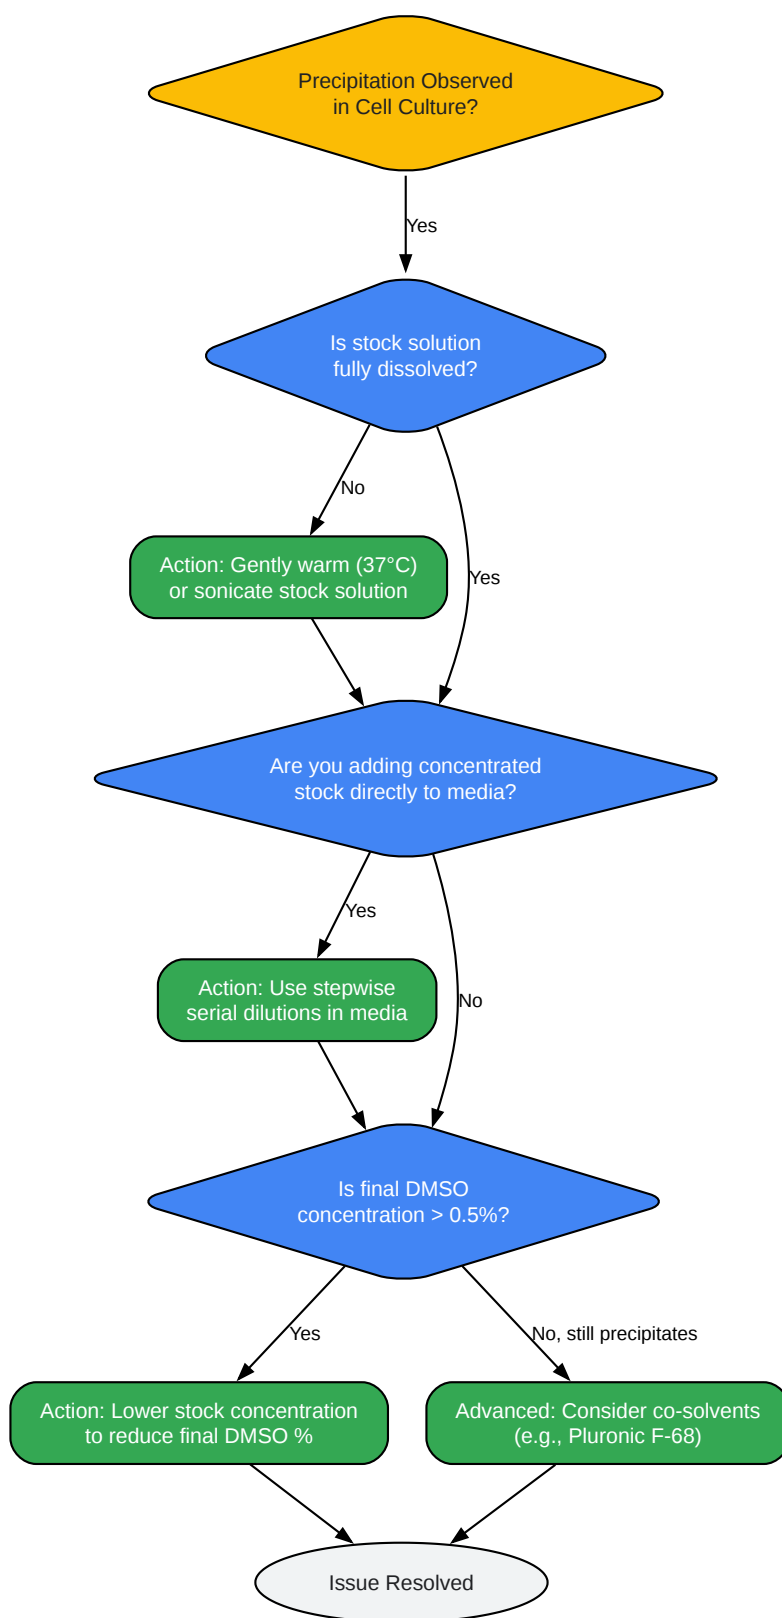 Precipitation Observed
in Cell Culture?
Yes
Is stock solution
fully dissolved?
No
Action: Gently warm (37°C)
or sonicate stock solution
Yes
Are you adding concentrated
stock directly to media?
Yes
Action: Use stepwise
serial dilutions in media
No
Is final DMSO
concentration > 0.5%?
Yes
No, still precipitates
Action: Lower stock concentration
to reduce final DMSO %
Advanced: Consider co-solvents
(e.g., Pluronic F-68)
Issue Resolved